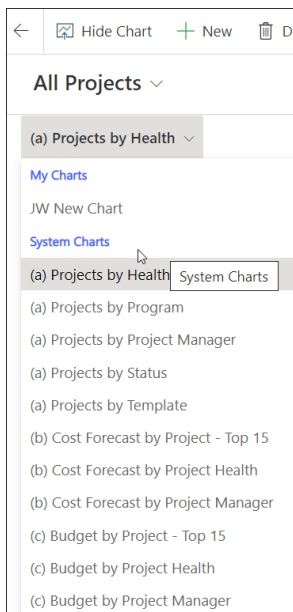 Hide Chart New D
All Projects
(a) Projects by Health
My Charts
JW New Chart
System Charts
(a) Projects by Health System Charts
(a) Projects by Program
(a) Projects by Project Manager
(a) Projects by Status
(a) Projects by Template
(b) Cost Forecast by Project - Top 15
(b) Cost Forecast by Project Health
(b) Cost Forecast by Project Manager
(c) Budget by Project - Top 15
(c) Budget by Project Health
(c) Budget by Project Manager